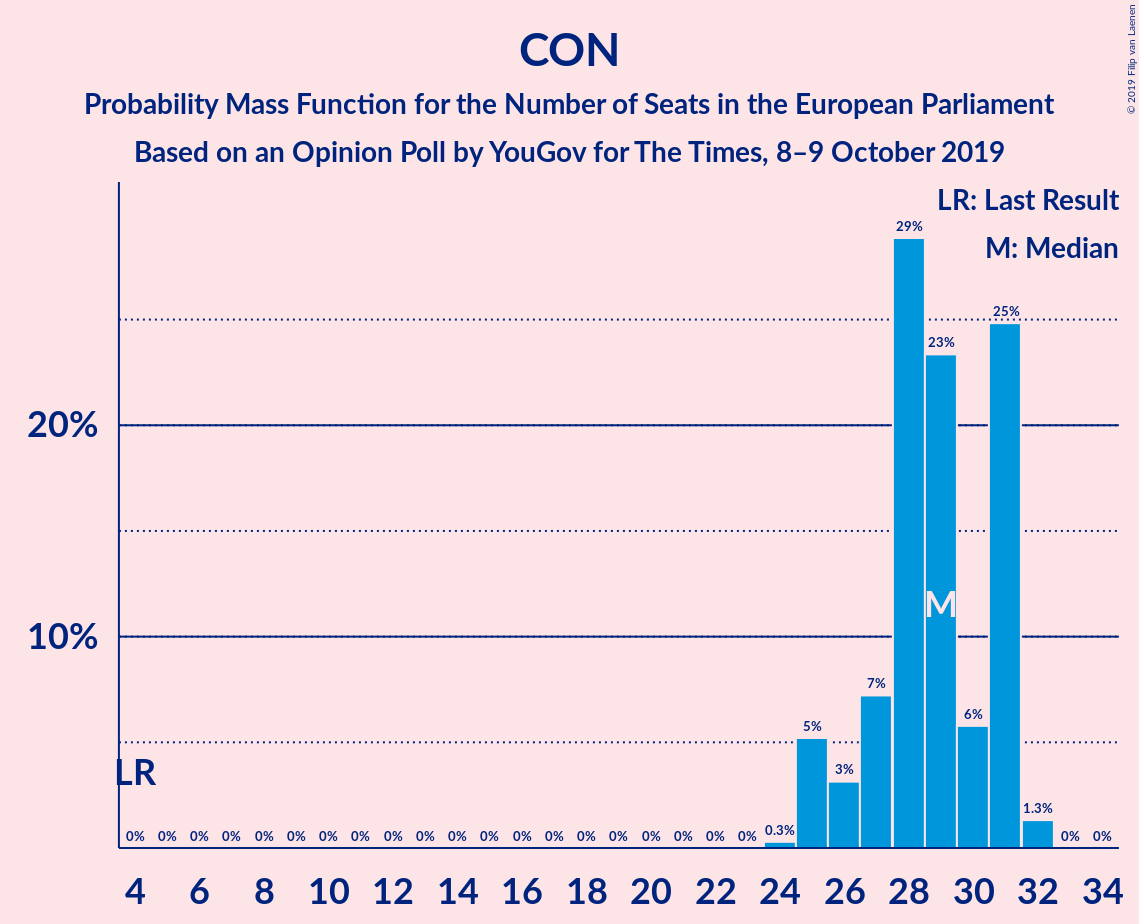 CON
Probability Mass Function for the Number of Seats in the European Parliament
Based on an Opinion Poll by YouGov for The Times, 8–9 October 2019
© 2019 Filip van Laenen
LR: Last Result
M: Median
29%
25%
23%
20%
M
10%
7%
6%
5%
LR
3%
1.3%
0% 0% 0% 0% 0% 0% 0% 0% 0% 0% 0% 0% 0% 0% 0% 0% 0% 0% 0% 0% 0.3% 0% 0%
4 6 8 10 12 14 16 18 20 22 24 26 28 30 32 34